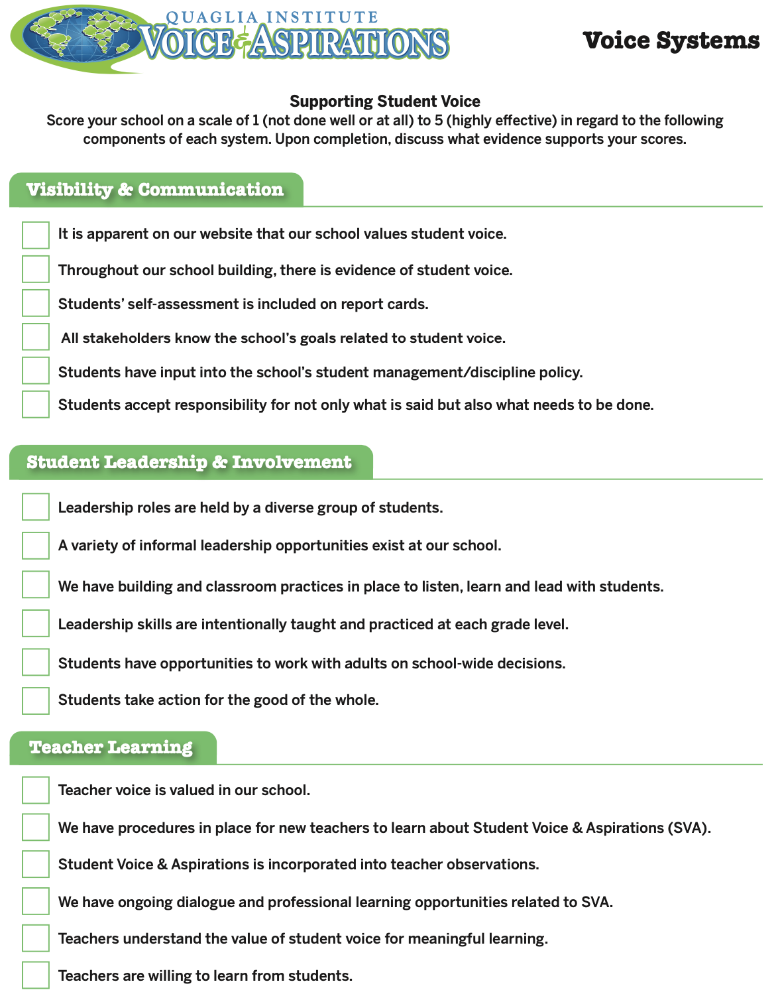 QUAGLIA INSTITUTE
VOICE & ASPIRATIONS
Voice Systems
Supporting Student Voice
Score your school on a scale of 1 (not done well or at all) to 5 (highly effective) in regard to the following
components of each system. Upon completion, discuss what evidence supports your scores.
Visibility & Communication
It is apparent on our website that our school values student voice.
Throughout our school building, there is evidence of student voice.
Students’ self-assessment is included on report cards.
All stakeholders know the school’s goals related to student voice.
Students have input into the school’s student management/discipline policy.
Students accept responsibility for not only what is said but also what needs to be done.
Student Leadership & Involvement
Leadership roles are held by a diverse group of students.
A variety of informal leadership opportunities exist at our school.
We have building and classroom practices in place to listen, learn and lead with students.
Leadership skills are intentionally taught and practiced at each grade level.
Students have opportunities to work with adults on school-wide decisions.
Students take action for the good of the whole.
Teacher Learning
Teacher voice is valued in our school.
We have procedures in place for new teachers to learn about Student Voice & Aspirations (SVA).
Student Voice & Aspirations is incorporated into teacher observations.
We have ongoing dialogue and professional learning opportunities related to SVA.
Teachers understand the value of student voice for meaningful learning.
Teachers are willing to learn from students.